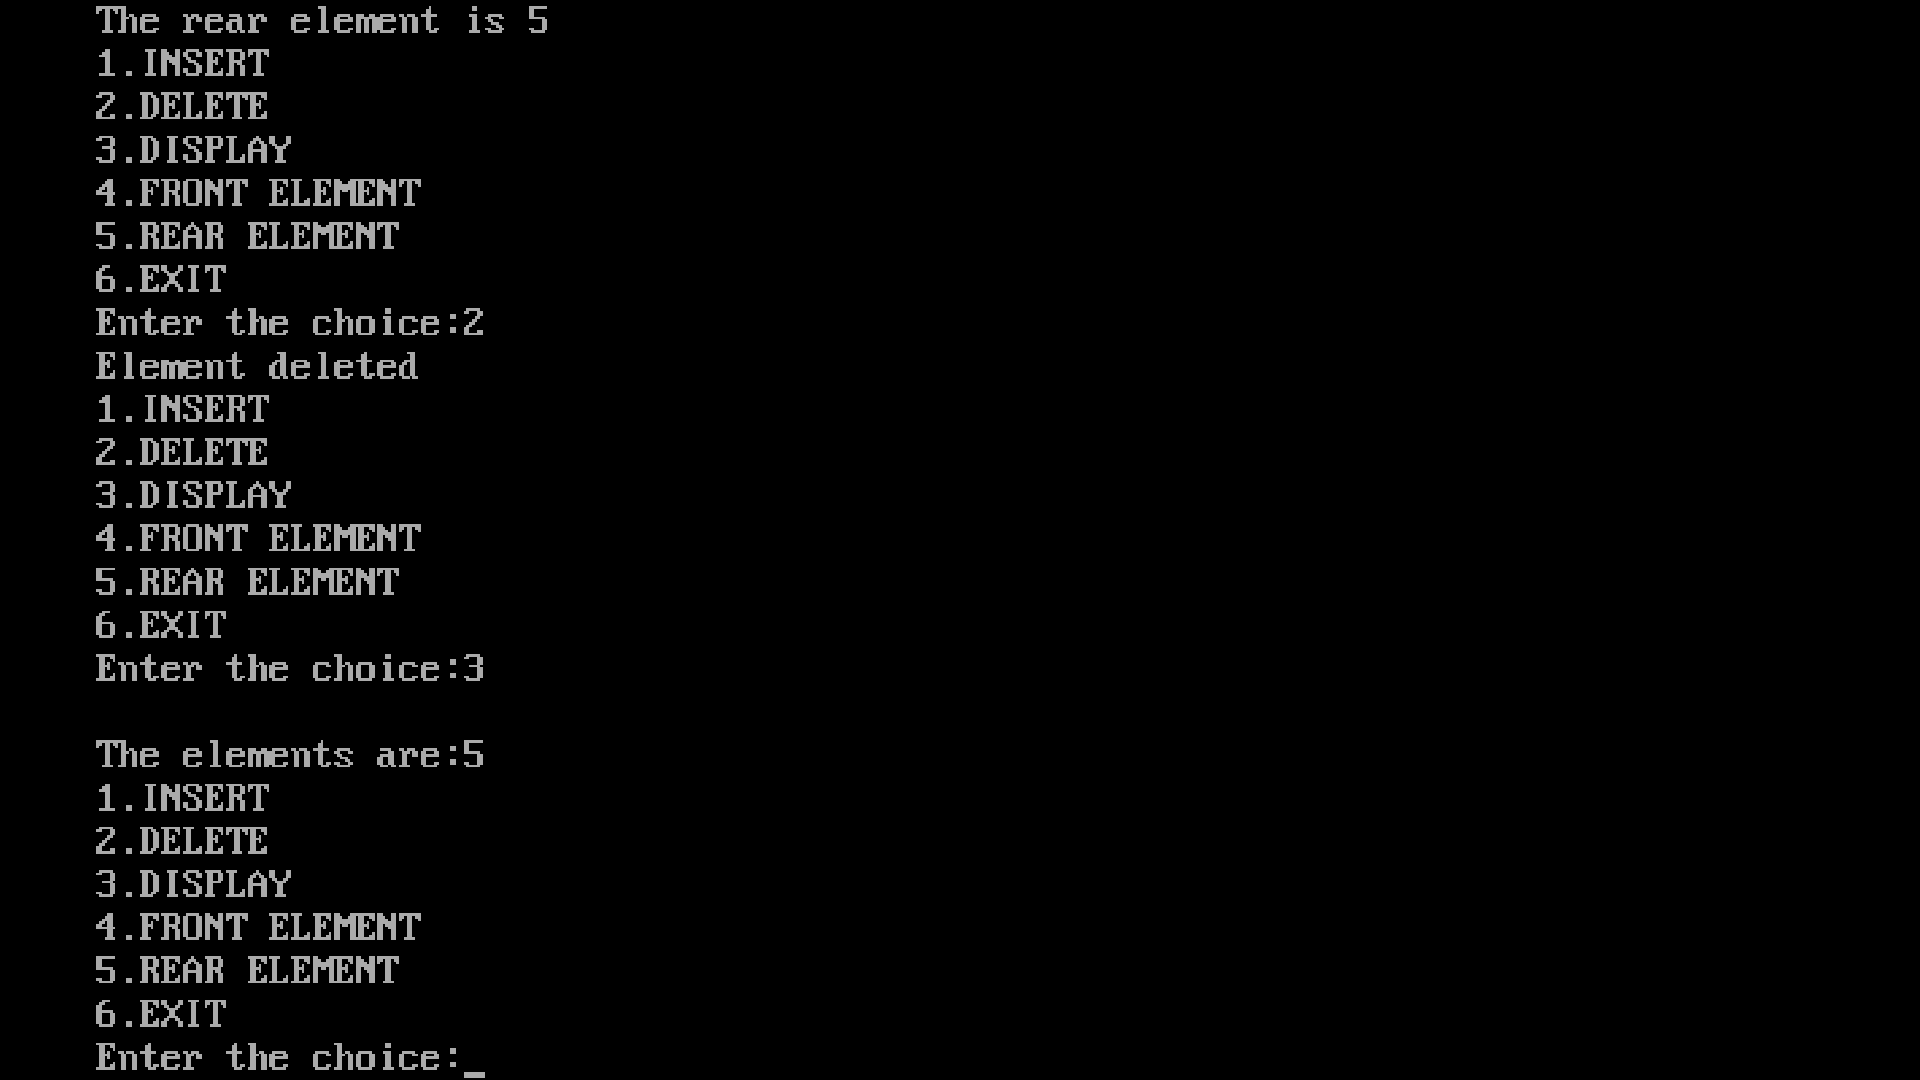 The rear element is 5
1.INSERT
2.DELETE
3.DISPLAY
4.FRONT ELEMENT
5.REAR ELEMENT
6.EXIT
Enter the choice:2
Element deleted
1.INSERT
2.DELETE
3.DISPLAY
4.FRONT ELEMENT
5.REAR ELEMENT
6.EXIT
Enter the choice:3
The elements are:5
1.INSERT
2.DELETE
3.DISPLAY
4.FRONT ELEMENT
5.REAR ELEMENT
6.EXIT
Enter the choice:_